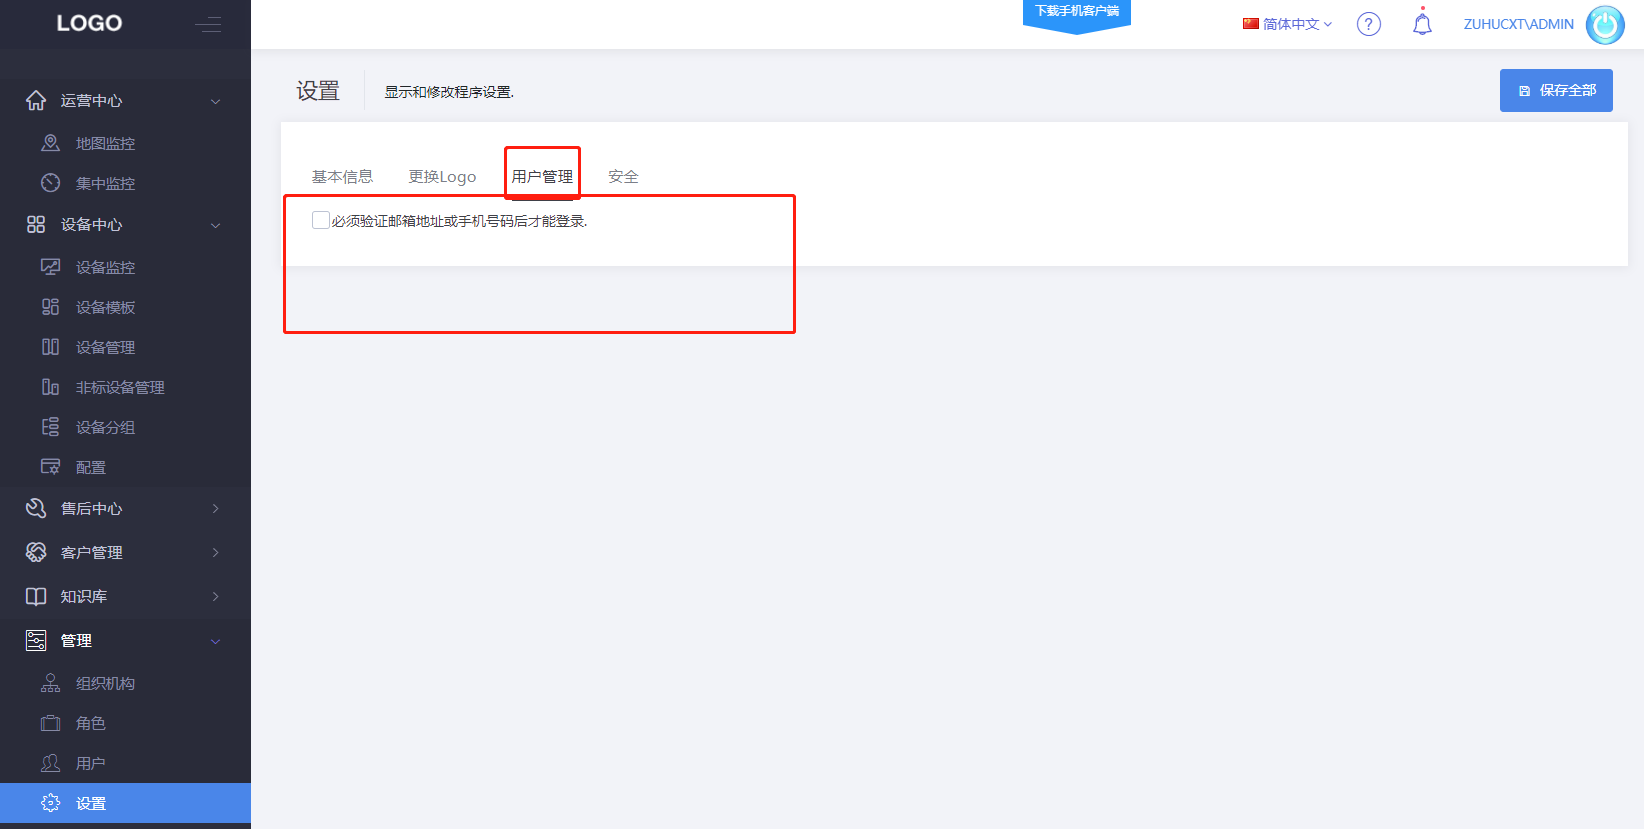 LOGO
下载手机客户端
简体中文
?
ZUHUCXT\ADMIN
运营中心
地图监控
集中监控
设备中心
设备监控
设备模板
设备管理
非标设备管理
设备分组
配置
售后中心
客户管理
知识库
管理
组织机构
角色
用户
设置
设置
显示和修改程序设置.
保存全部
基本信息
更换Logo
用户管理
安全
必须验证邮箱地址或手机号码后才能登录.